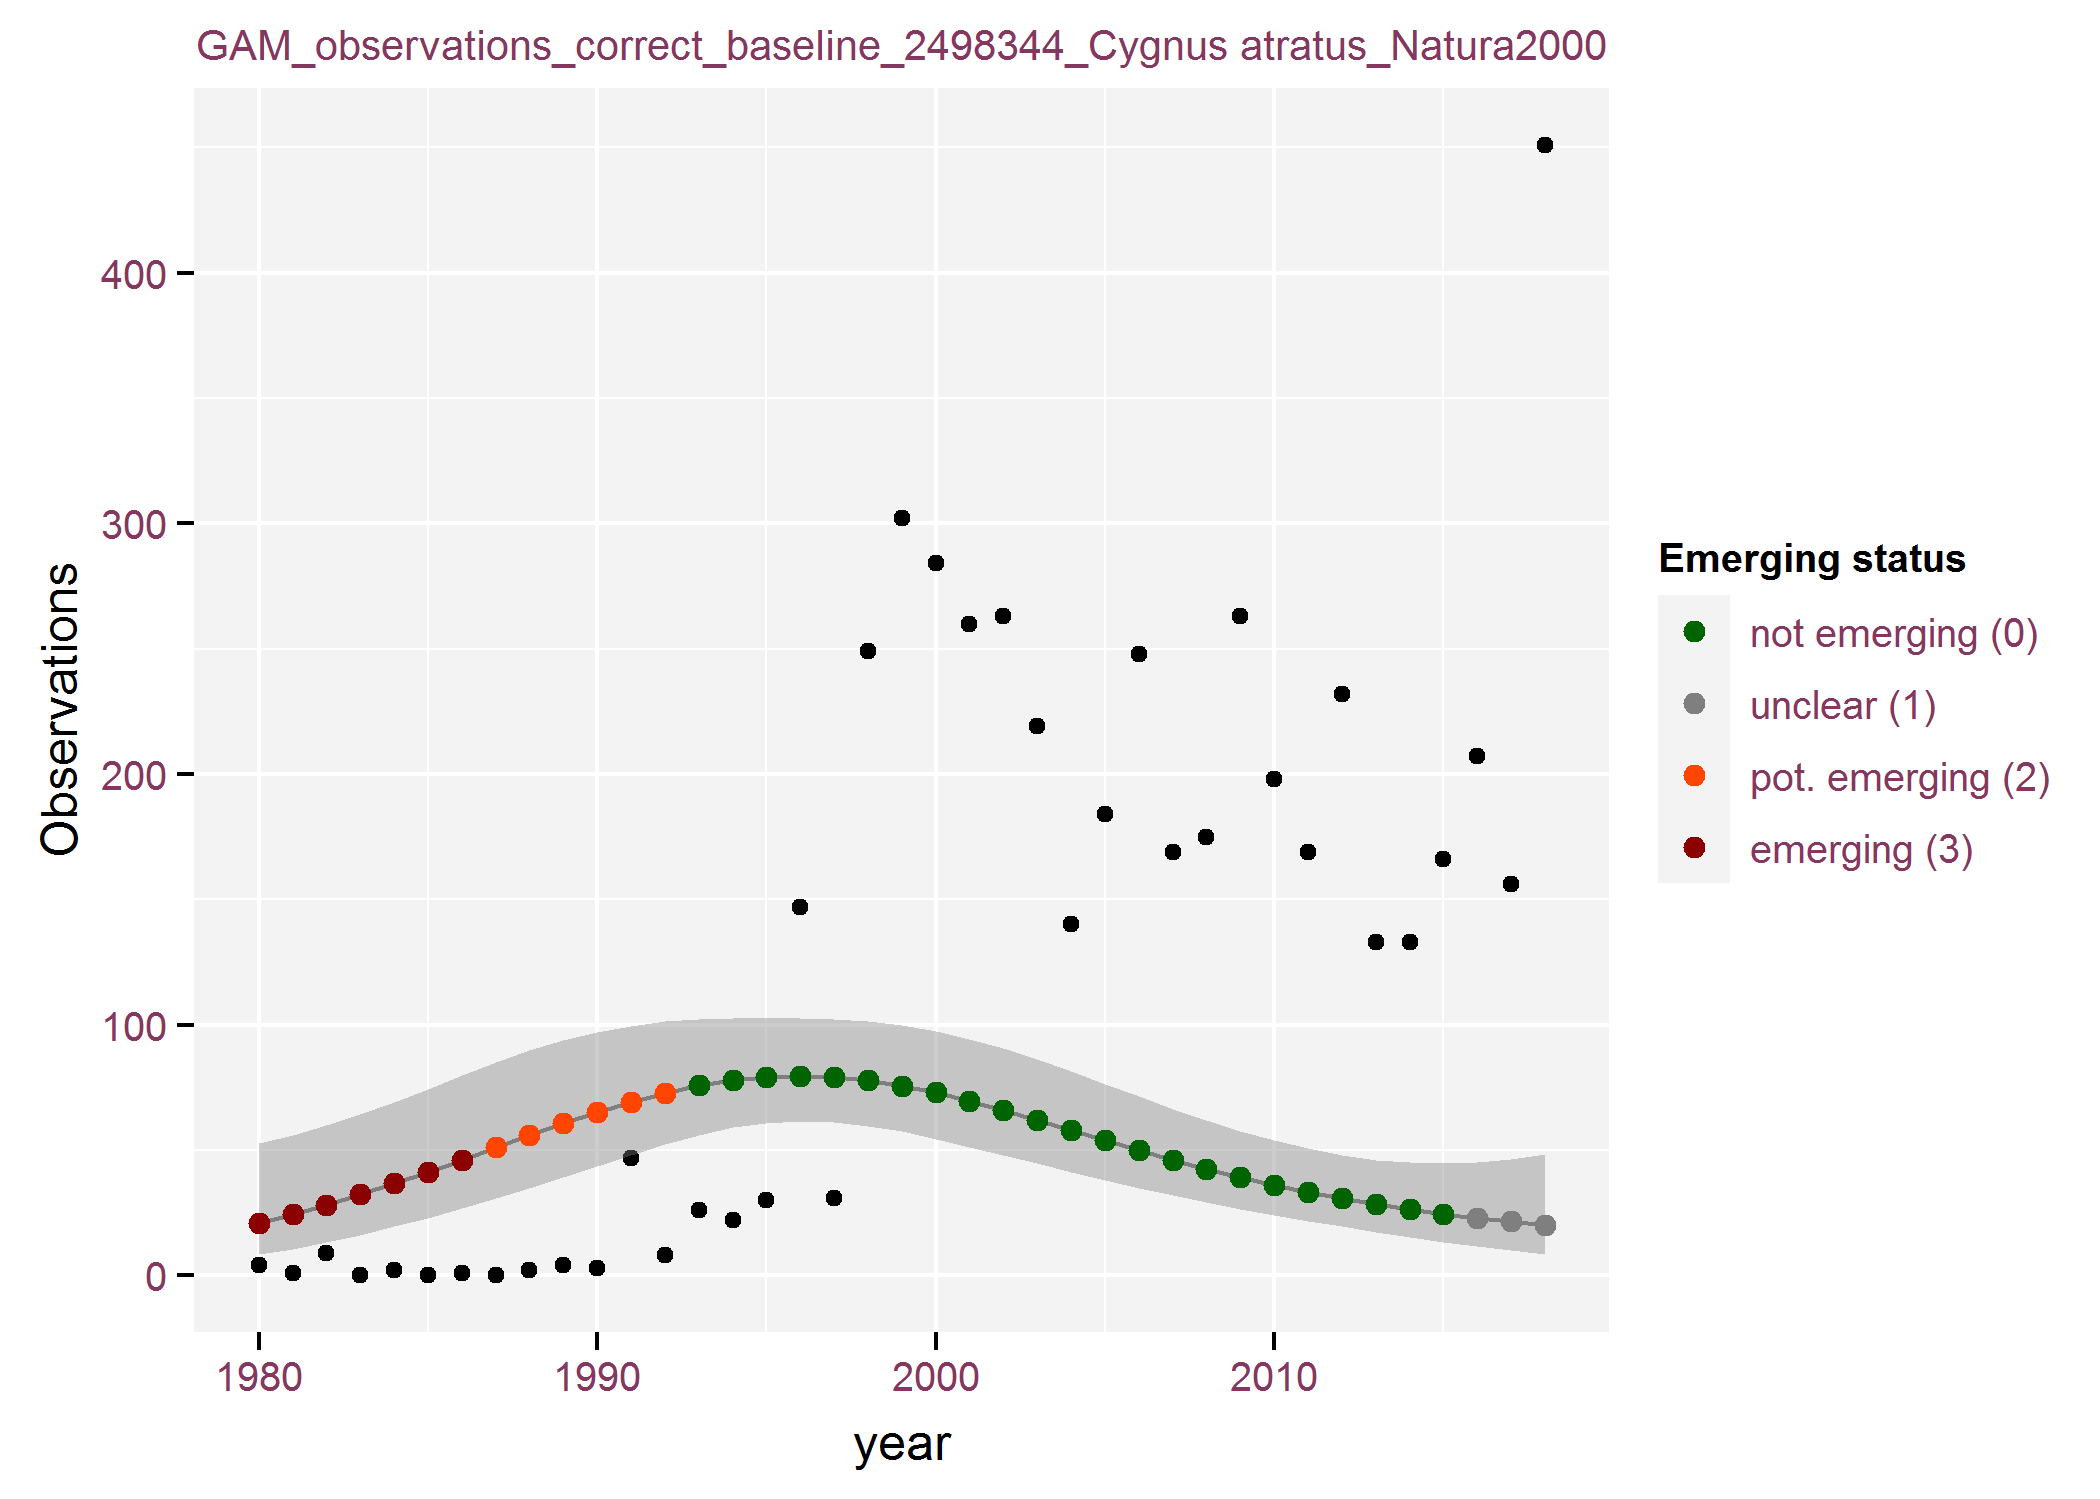 GAM_observations_correct_baseline_2498344_Cygnus atratus_Natura2000
Observations
400
300
200
100
0
1980
1990
2000
2010
year
Emerging status
not emerging (0)
unclear (1)
pot. emerging (2)
emerging (3)